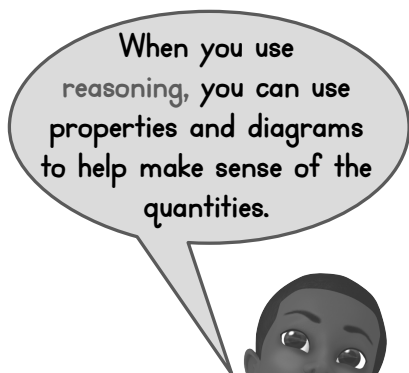 When you use
reasoning, you can use
properties and diagrams
to help make sense of the
quantities.